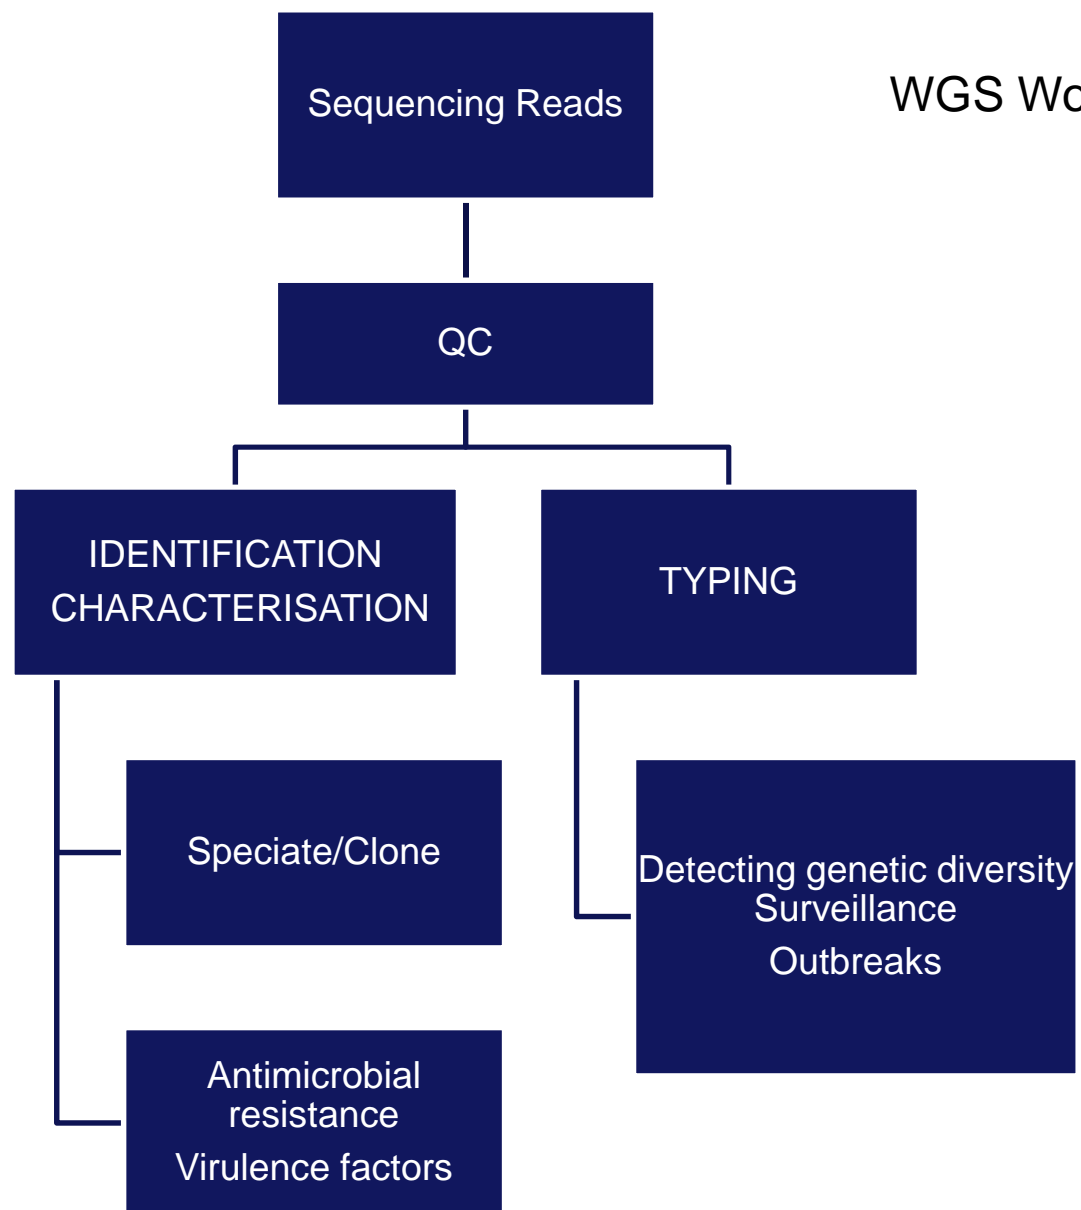 Sequencing Reads
WGS Wo
QC
IDENTIFICATION
CHARACTERISATION
TYPING
Speciate/Clone
Detecting genetic diversity
Surveillance
Outbreaks
Antimicrobial
resistance
Virulence factors